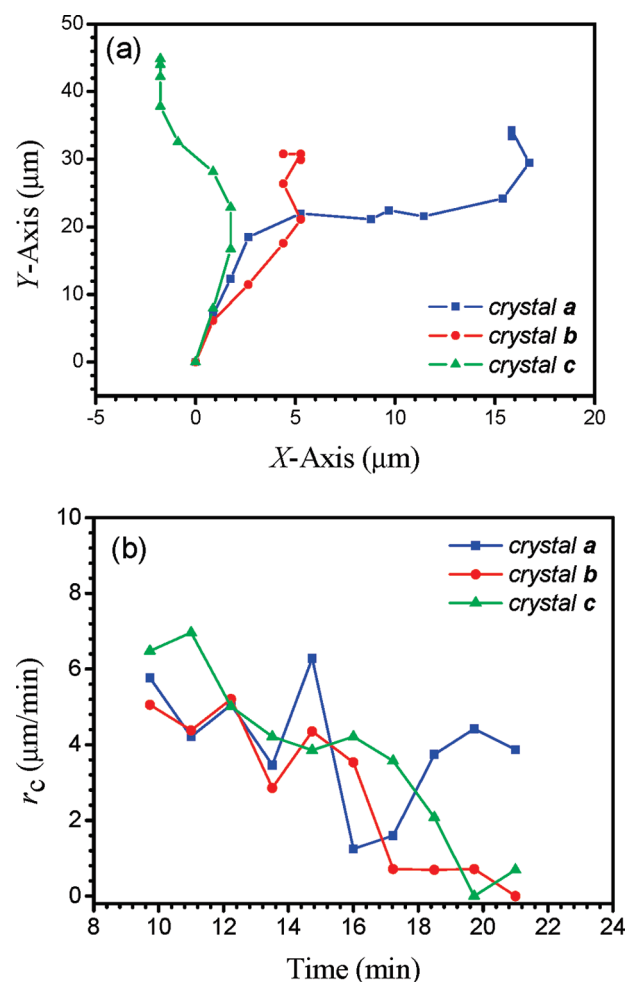 (a)
50
40
30
20
10
0
Y-Axis (μm)
crystal a
crystal b
crystal c
-5 0 5 10 15 20
X-Axis (μm)
(b)
10
8
6
4
2
0
r_c (μm/min)
crystal a
crystal b
crystal c
8 10 12 14 16 18 20 22 24
Time (min)